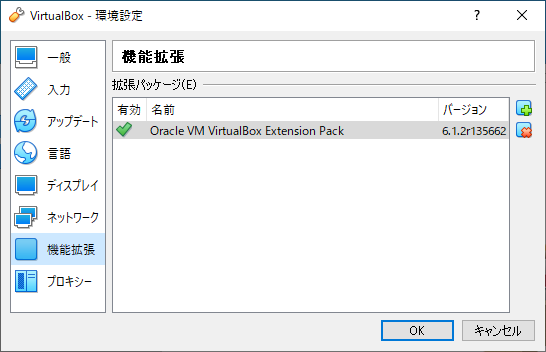 VirtualBox - 環境設定
?
一般
入力
アップデート
言語
ディスプレイ
ネットワーク
機能拡張
プロキシー
機能拡張
拡張パッケージ(E)
有効 名前 バージョン
Oracle VM VirtualBox Extension Pack 6.1.2r135662
OK キャンセル